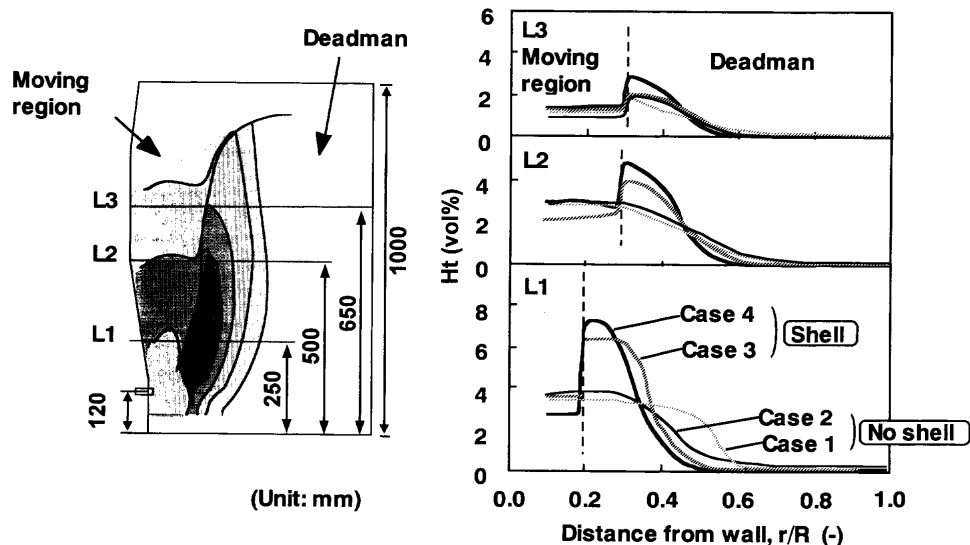 Deadman
Moving
region
L3
L2
L1
120
250
500
650
1000
(Unit: mm)
Ht (vol%)
6
4
2
0
L3
Moving
region
Deadman
4
2
0
L2
8
6
4
2
0
L1
Case 4
Case 3
Shell
Case 2
Case 1
No shell
0.0 0.2 0.4 0.6 0.8 1.0
Distance from wall, r/R (-)